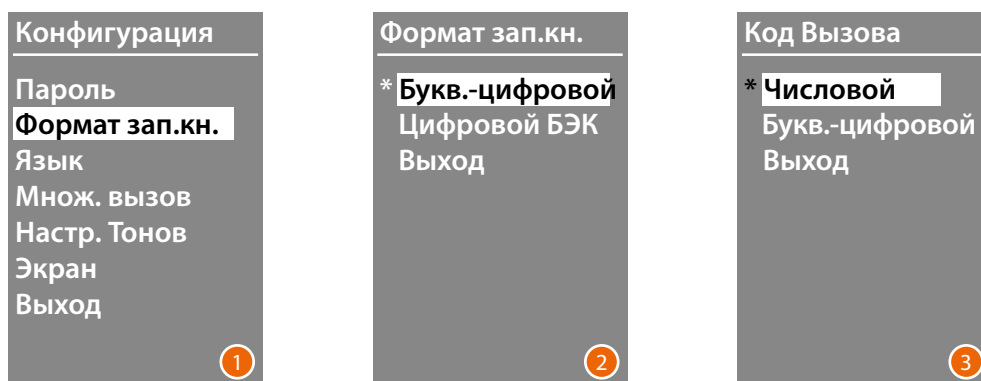 Конфигурация
Пароль
Формат зап.кн.
Язык
Множ. вызов
Настр. Тонов
Экран
Выход
1
Формат зап.кн.
* Букв.-цифровой
Цифровой БЭК
Выход
2
Код Вызова
* Числовой
Букв.-цифровой
Выход
3